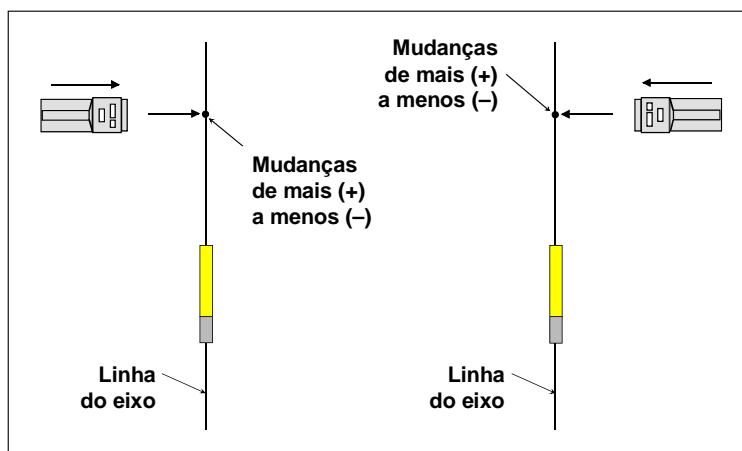 Mudanças
de mais (+)
a menos (–)
Mudanças
de mais (+)
a menos (–)
Linha
do eixo
Linha
do eixo